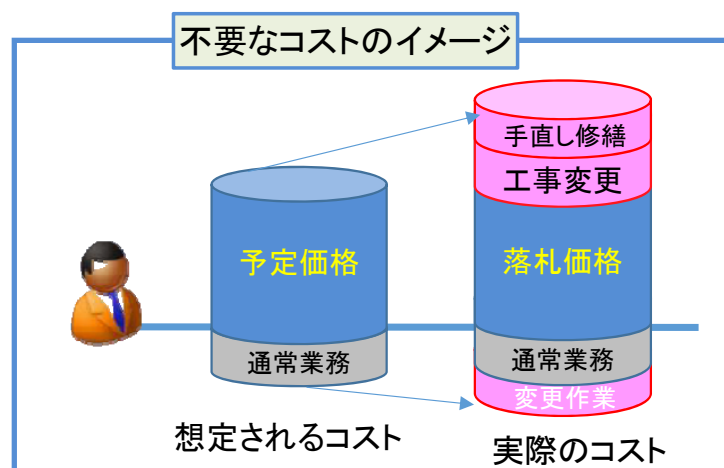 不要なコストのイメージ
手直し修繕
工事変更
予定価格
落札価格
通常業務
通常業務
変更作業
想定されるコスト
実際のコスト